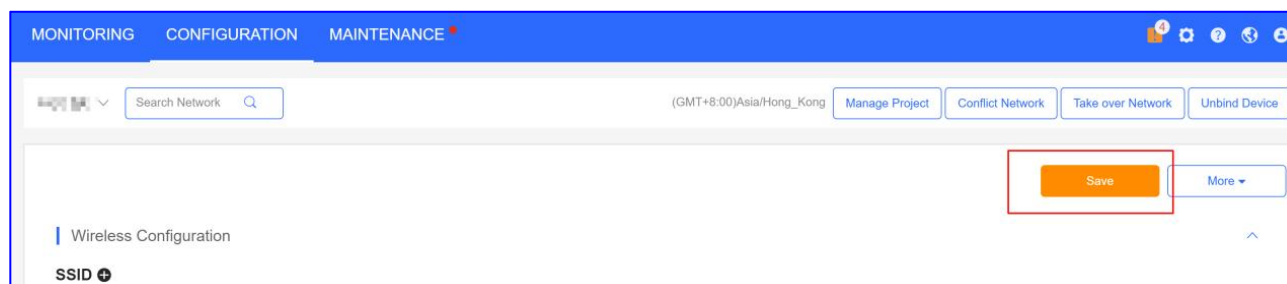 MONITORING CONFIGURATION MAINTENANCE 4
Search Network (GMT+8:00)Asia/Hong_Kong Manage Project Conflict Network Take over Network Unbind Device
Save More
Wireless Configuration
SSID